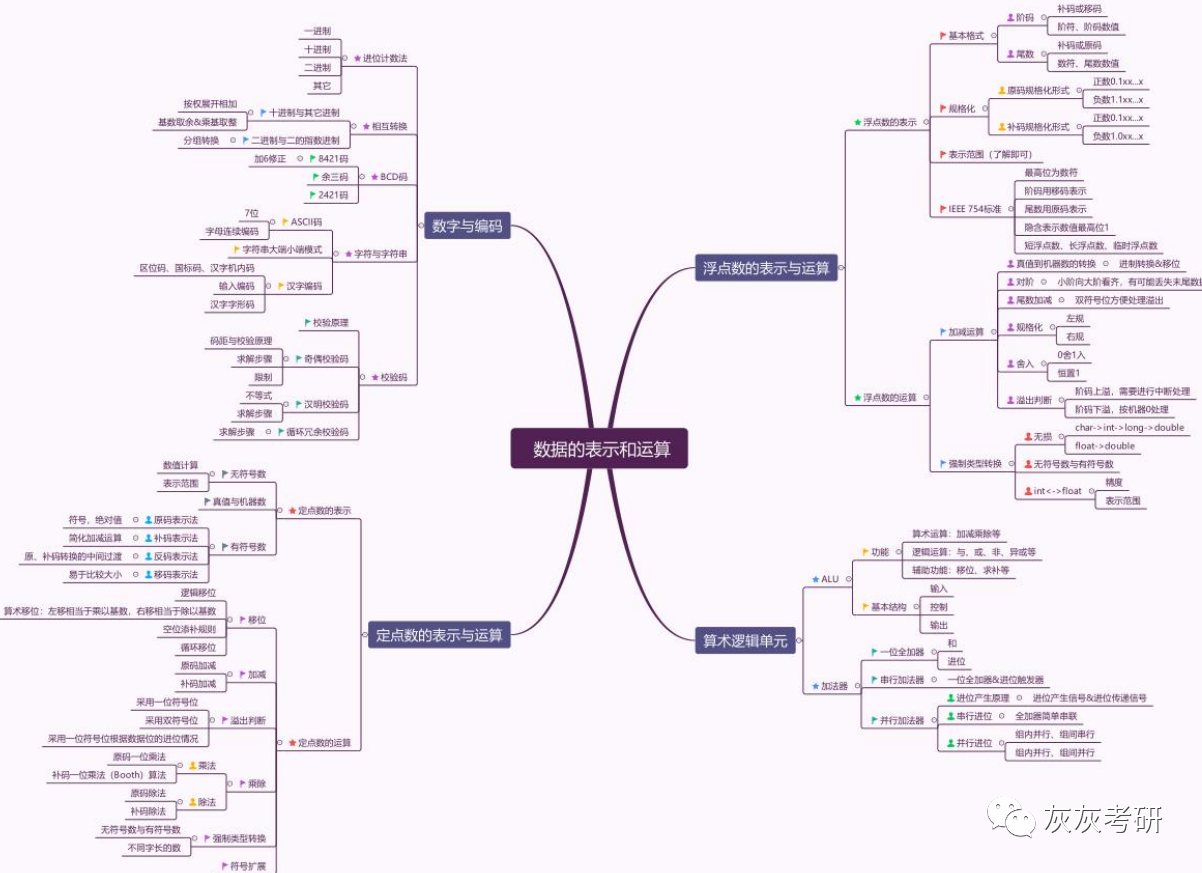 数据的表示和运算
数字与编码
进位计数法
一进制
十进制
二进制
其它
相互转换
十进制与其它进制
按权展开相加
基数取余&乘基取整
二进制与二的指数进制
分组转换
BCD码
8421码
加6修正
余三码
2421码
字符与字符串
ASCII码
7位
字母连续编码
字符串大端小端模式
汉字编码
区位码、国标码、汉字机内码
输入编码
汉字字形码
校验码
校验原理
奇偶校验码
码距与校验原理
求解步骤
限制
汉明校验码
不等式
求解步骤
循环冗余校验码
求解步骤
定点数的表示与运算
定点数的表示
无符号数
数值计算
表示范围
真值与机器数
有符号数
原码表示法
符号，绝对值
补码表示法
简化加减运算
反码表示法
原、补码转换的中间过渡
移码表示法
易于比较大小
定点数的运算
移位
逻辑移位
算术移位：左移相当于乘以基数，右移相当于除以基数
空位添补规则
循环移位
加减
原码加减
补码加减
溢出判断
采用一位符号位
采用双符号位
采用一位符号位根据数据位的进位情况
乘除
乘法
原码一位乘法
补码一位乘法（Booth）算法
除法
原码除法
补码除法
强制类型转换
无符号数与有符号数
不同字长的数
符号扩展
浮点数的表示与运算
浮点数的表示
基本格式
阶码
补码或移码
阶符、阶码数值
尾数
补码或原码
数符、尾数数值
规格化
原码规格化形式
正数0.1xx...x
负数1.1xx...x
补码规格化形式
正数0.1xx...x
负数1.0xx...x
表示范围（了解即可）
IEEE 754标准
最高位为数符
阶码用移码表示
尾数用原码表示
隐含表示数值最高位1
短浮点数、长浮点数、临时浮点数
浮点数的运算
加减运算
真值到机器数的转换
进制转换&移位
对阶
小阶向大阶看齐，有可能丢失末尾数据
尾数加减
双符号位方便处理溢出
规格化
左规
右规
舍入
0舍1入
恒置1
溢出判断
阶码上溢，需要进行中断处理
阶码下溢，按机器0处理
强制类型转换
无损
char->int->long->double
float->double
无符号数与有符号数
int<->float
精度
表示范围
算术逻辑单元
ALU
功能
算术运算：加减乘除等
逻辑运算：与、或、非、异或等
辅助功能：移位、求补等
基本结构
输入
控制
输出
加法器
一位全加器
和
进位
串行加法器
一位全加器&进位触发器
并行加法器
进位产生原理
进位产生信号&进位传递信号
串行进位
全加器简单串联
并行进位
组内并行、组间串行
组内并行、组间并行
灰灰考研